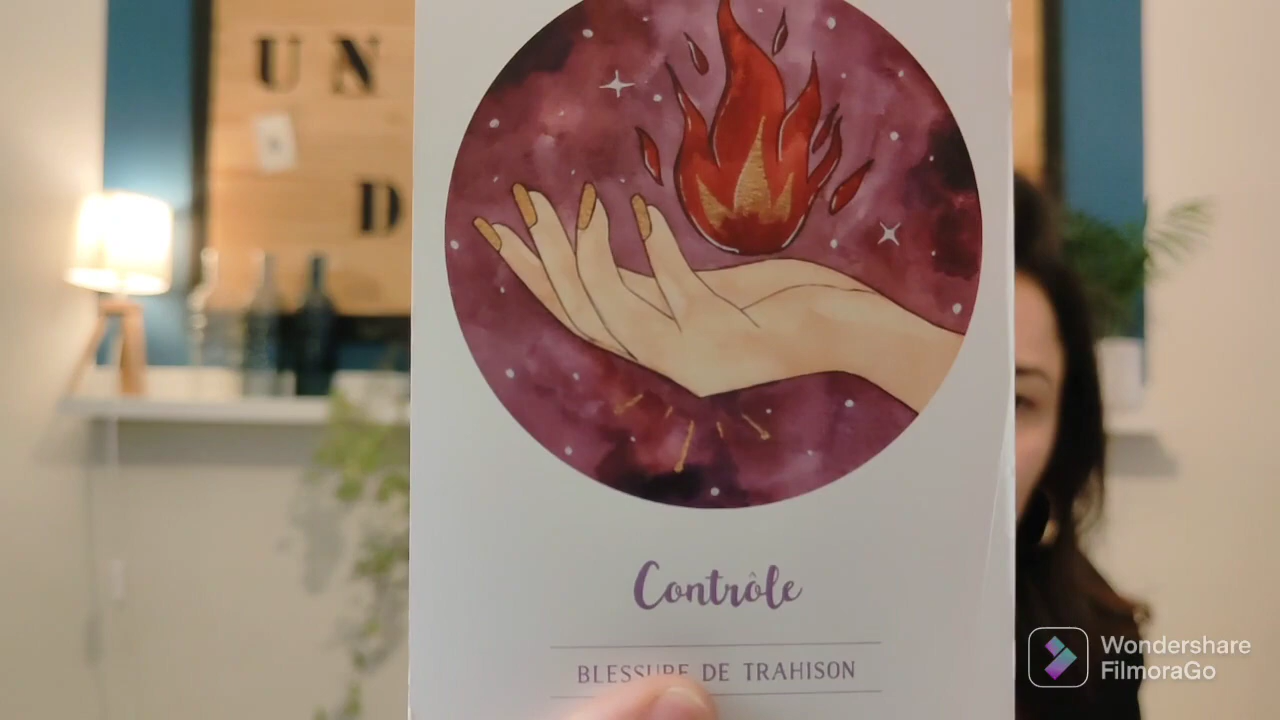 UN
D
Contrôle
BLESSURE DE TRAHISON
Wondershare
FilmoraGo